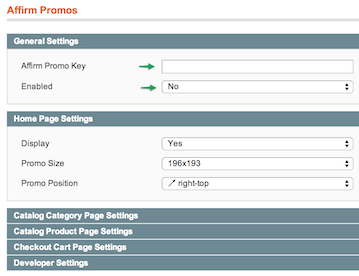 Affirm Promos
General Settings
Affirm Promo Key
Enabled No
Home Page Settings
Display Yes
Promo Size 196x193
Promo Position right-top
Catalog Category Page Settings
Catalog Product Page Settings
Checkout Cart Page Settings
Developer Settings